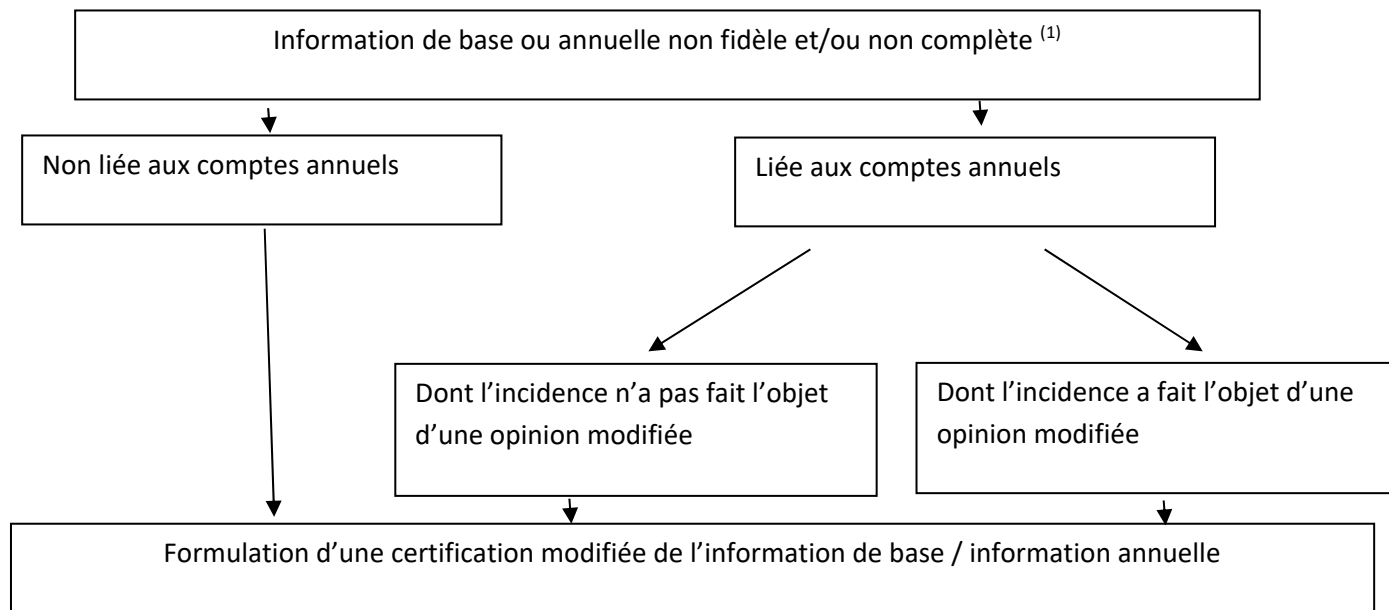 Information de base ou annuelle non fidèle et/ou non complète (1)
Non liée aux comptes annuels
Liée aux comptes annuels
Dont l’incidence n’a pas fait l’objet
d’une opinion modifiée
Dont l’incidence a fait l’objet d’une
opinion modifiée
Formulation d’une certification modifiée de l’information de base / information annuelle